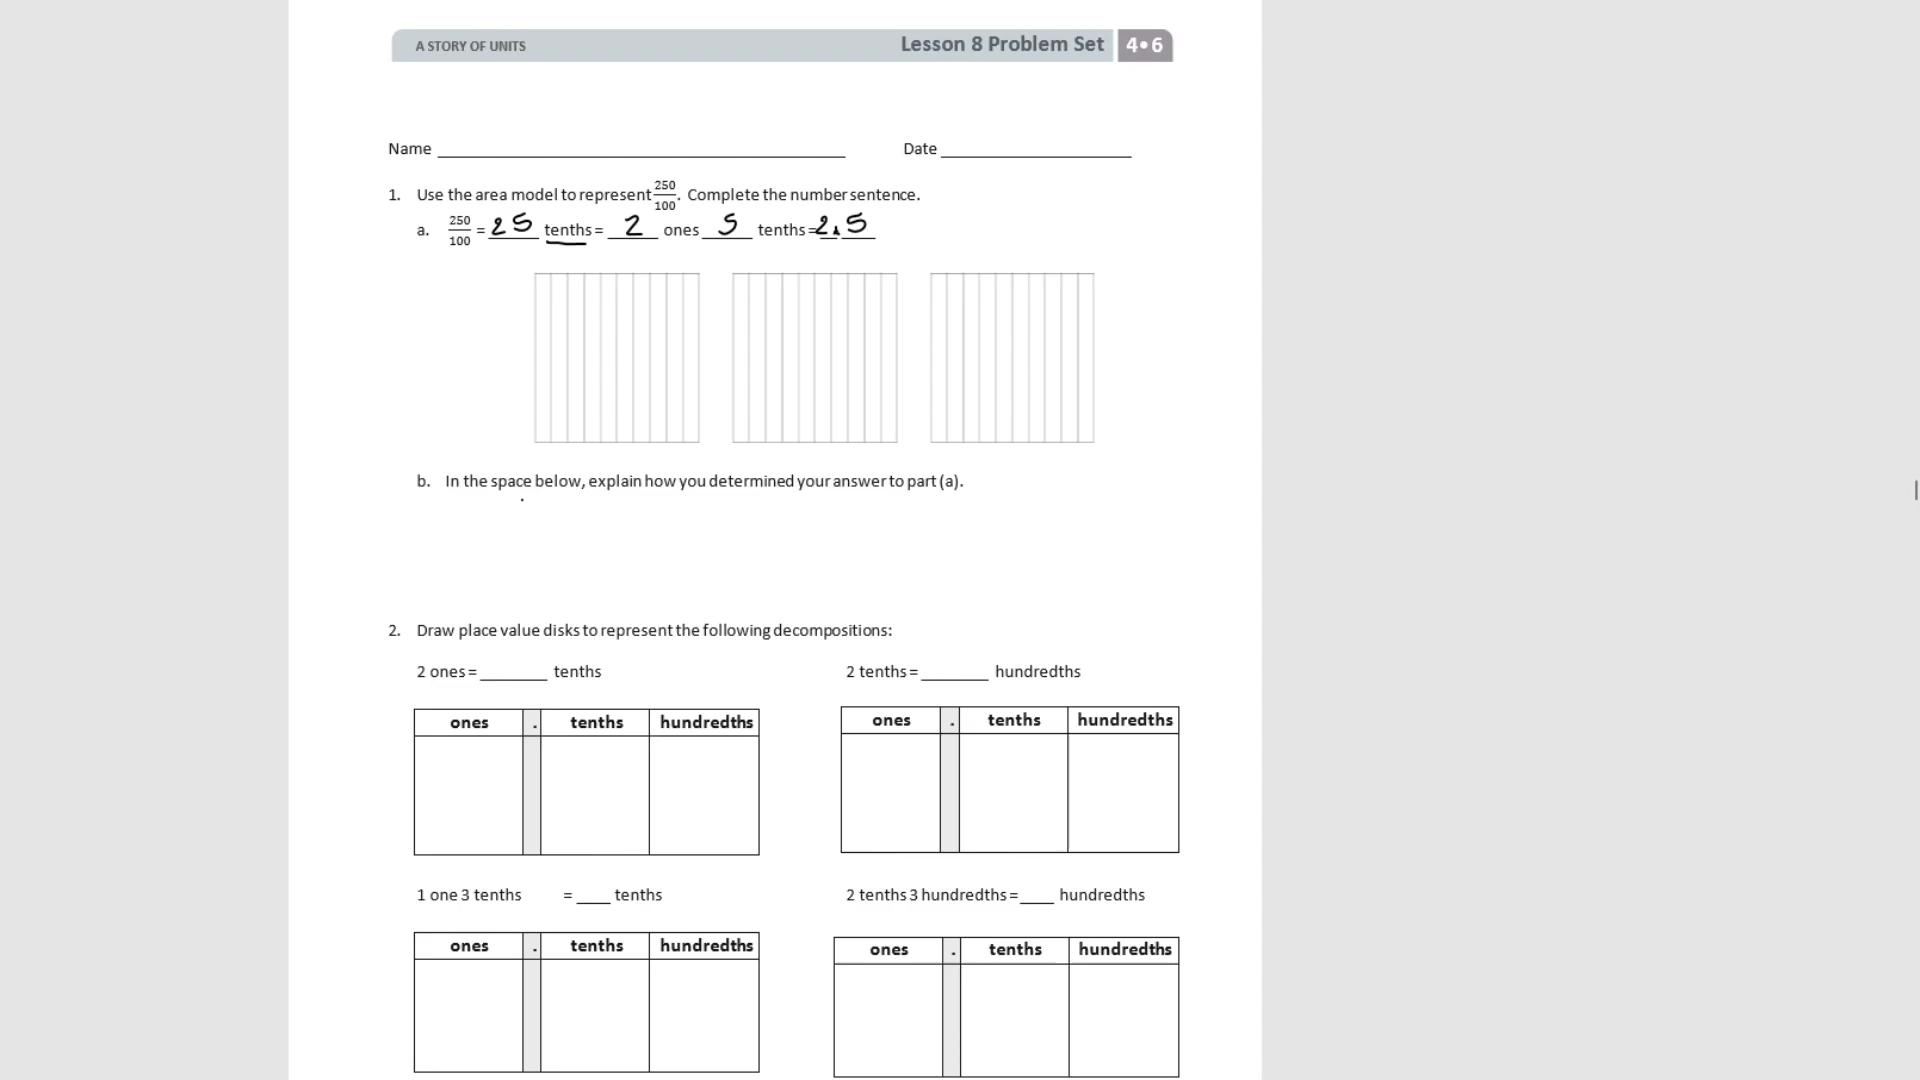 A STORY OF UNITS Lesson 8 Problem Set 4•6
Name Date
1. Use the area model to represent 250/100. Complete the number sentence.
a. 250/100 = 25 tenths = 2 ones 5 tenths = 2.5
b. In the space below, explain how you determined your answer to part (a).
2. Draw place value disks to represent the following decompositions:
2 ones = ____ tenths 2 tenths = ____ hundredths
ones . tenths hundredths ones . tenths hundredths
1 one 3 tenths = ____ tenths 2 tenths 3 hundredths = ____ hundredths
ones . tenths hundredths ones . tenths hundredths